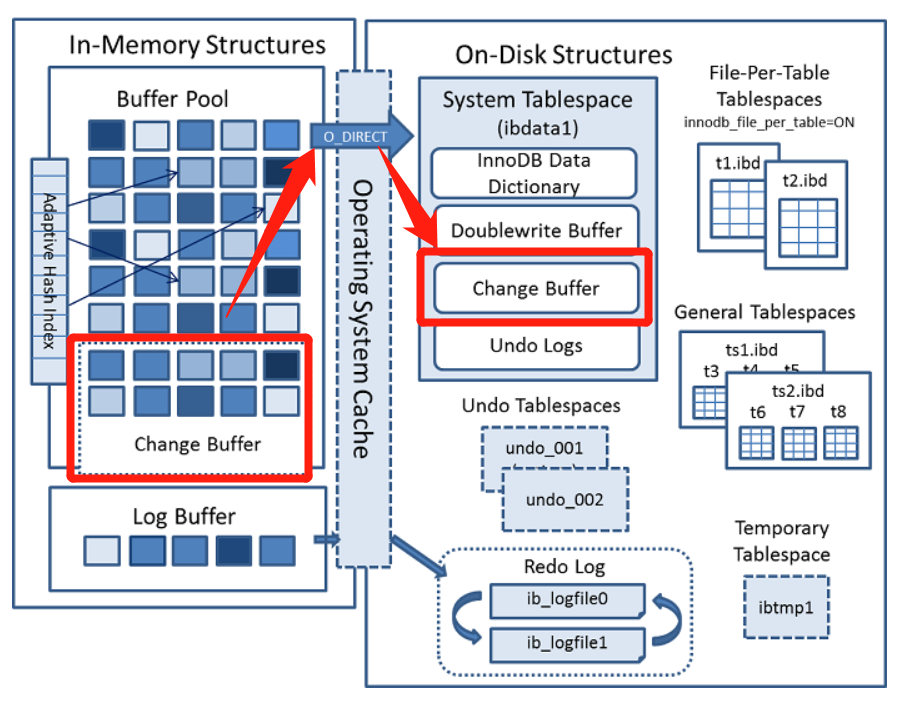 In-Memory Structures
Buffer Pool
Adaptive Hash Index
Change Buffer
Log Buffer
Operating System Cache
O_DIRECT
On-Disk Structures
System Tablespace
(ibdata1)
InnoDB Data
Dictionary
Doublewrite Buffer
Change Buffer
Undo Logs
File-Per-Table
Tablespaces
innodb_file_per_table=ON
t1.ibd
t2.ibd
General Tablespaces
ts1.ibd
t3 t4 t5
ts2.ibd
t6 t7 t8
Undo Tablespaces
undo_001
undo_002
Redo Log
ib_logfile0
ib_logfile1
Temporary
Tablespace
ibtmp1